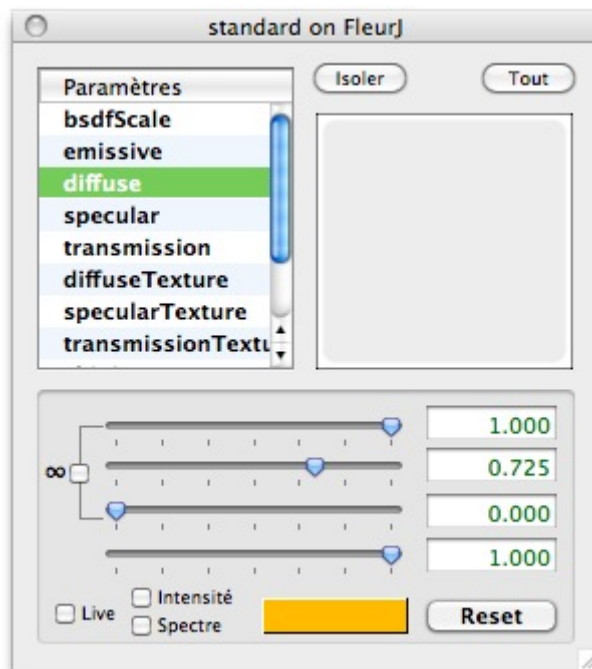 standard on FleurJ
Paramètres
Isoler
Tout
bsdfScale
emissive
diffuse
specular
transmission
diffuseTexture
specularTexture
transmissionTextu
∞
1.000
0.725
0.000
1.000
Live
Intensité
Spectre
Reset